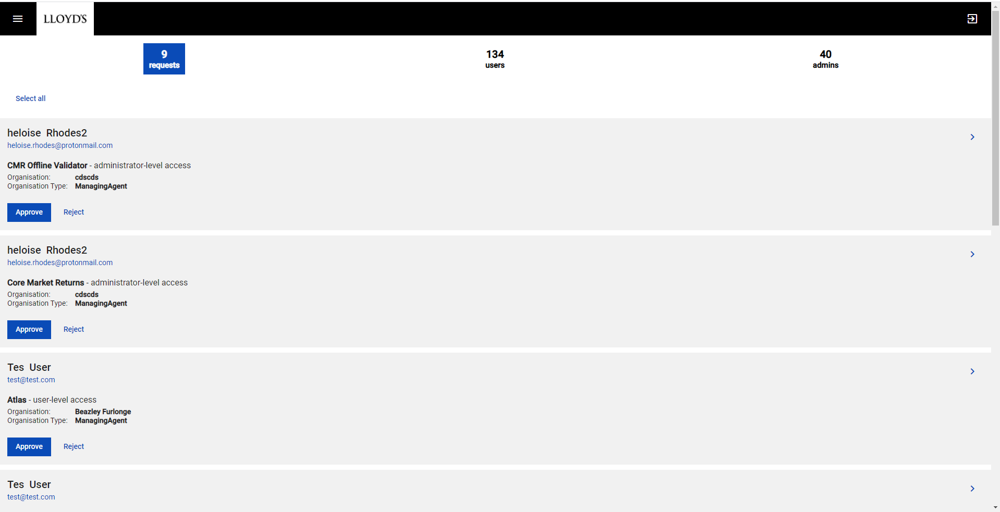 LLOYD'S
9
requests
134
users
40
admins
Select all
heloise Rhodes2
heloise.rhodes@protonmail.com
CMR Offline Validator - administrator-level access
Organisation: cdscds
Organisation Type: ManagingAgent
Approve Reject
heloise Rhodes2
heloise.rhodes@protonmail.com
Core Market Returns - administrator-level access
Organisation: cdscds
Organisation Type: ManagingAgent
Approve Reject
Tes User
test@test.com
Atlas - user-level access
Organisation: Beazley Furlonge
Organisation Type: ManagingAgent
Approve Reject
Tes User
test@test.com